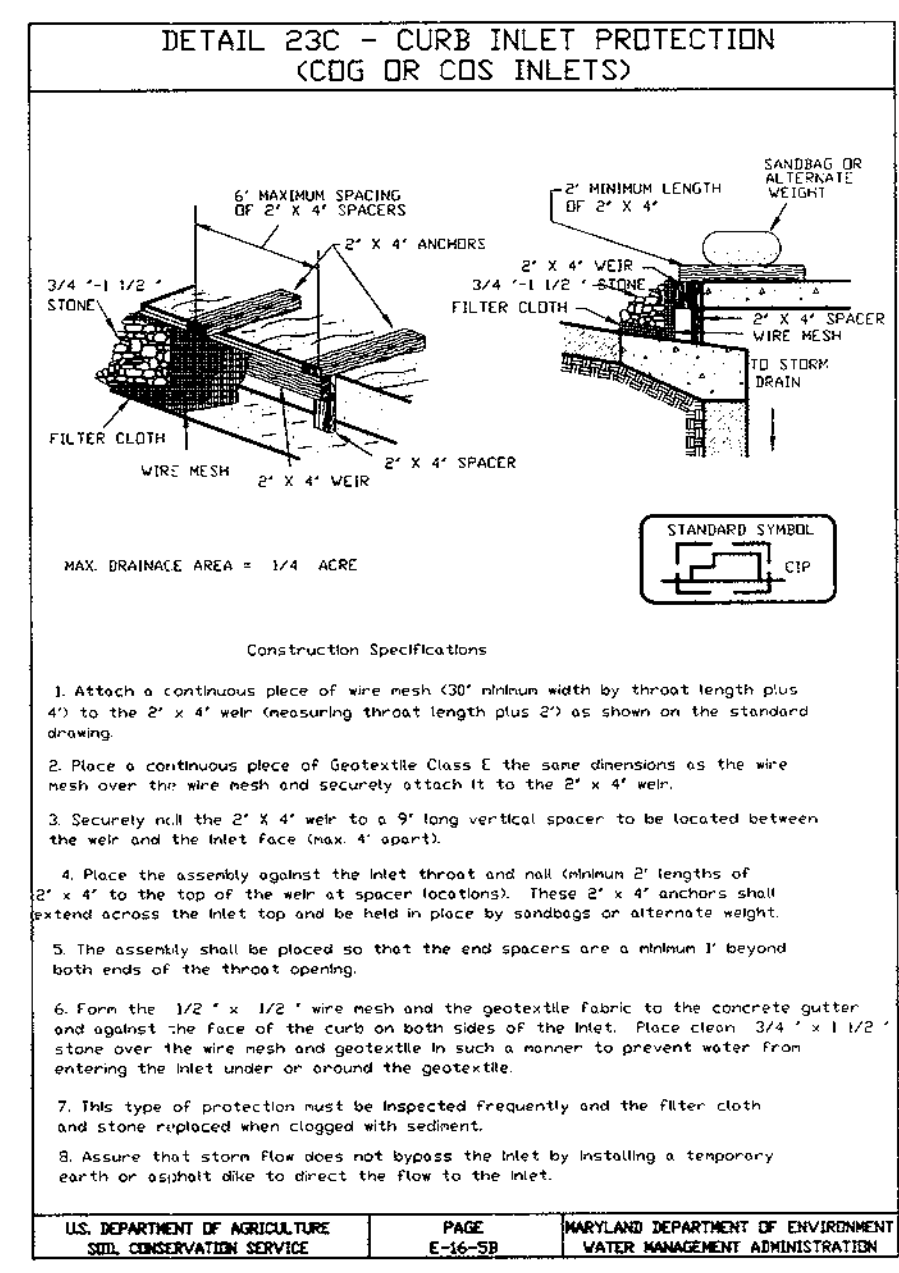 DETAIL 23C - CURB INLET PROTECTION
(COG OR COS INLETS)
6' MAXIMUM SPACING
OF 2" X 4" SPACERS
2" X 4" ANCHORS
3/4 "-1 1/2 "
STONE
FILTER CLOTH
WIRE MESH
2" X 4" WEIR
2" X 4" SPACER
SANDBAG OR
ALTERNATE
WEIGHT
2' MINIMUM LENGTH
OF 2" X 4"
2" X 4" WEIR
3/4 "-1 1/2 " STONE
FILTER CLOTH
2" X 4" SPACER
WIRE MESH
TO STORM
DRAIN
STANDARD SYMBOL
CIP
MAX. DRAINAGE AREA = 1/4 ACRE
Construction Specifications
1. Attach a continuous piece of wire mesh (30" minimum width by throat length plus
4') to the 2" x 4" weir (measuring throat length plus 2') as shown on the standard
drawing.
2. Place a continuous piece of Geotextile Class E the same dimensions as the wire
mesh over the wire mesh and securely attach it to the 2" x 4" weir.
3. Securely nail the 2" X 4" weir to a 9" long vertical spacer to be located between
the weir and the inlet face (max. 4' apart).
4. Place the assembly against the inlet throat and nail (minimum 2' lengths of
2" x 4" to the top of the weir at spacer locations). These 2" x 4" anchors shall
extend across the inlet top and be held in place by sandbags or alternate weight.
5. The assembly shall be placed so that the end spacers are a minimum 1' beyond
both ends of the throat opening.
6. Form the 1/2 " x 1/2 " wire mesh and the geotextile fabric to the concrete gutter
and against the face of the curb on both sides of the inlet. Place clean 3/4 " x 1 1/2 "
stone over the wire mesh and geotextile in such a manner to prevent water from
entering the inlet under or around the geotextile.
7. This type of protection must be inspected frequently and the filter cloth
and stone replaced when clogged with sediment.
8. Assure that storm flow does not bypass the inlet by installing a temporary
earth or asphalt dike to direct the flow to the inlet.
U.S. DEPARTMENT OF AGRICULTURE
SOIL CONSERVATION SERVICE
PAGE
E-16-5B
MARYLAND DEPARTMENT OF ENVIRONMENT
WATER MANAGEMENT ADMINISTRATION